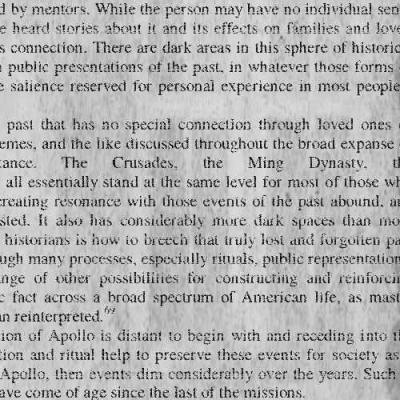 d by mentors. While the person may have no individual sen
e heard stories about it and its effects on families and love
s connection. There are dark areas in this sphere of historic
public presentations of the past, in whatever those forms
e salience reserved for personal experience in most people
past that has no special connection through loved ones
emes, and the like discussed throughout the broad expanse
tance. The Crusades, the Ming Dynasty, th
all essentially stand at the same level for most of those wh
creating resonance with those events of the past abound, a
sted. It also has considerably more dark spaces than mo
historians is how to breech that truly lost and forgotten pa
ugh many processes, especially rituals, public representation
nge of other possibilities for constructing and reinforcin
c fact across a broad spectrum of American life, as mast
an reinterpreted.
ion of Apollo is distant to begin with and receding into th
tion and ritual help to preserve these events for society as
Apollo, then events dim considerably over the years. Such
ave come of age since the last of the missions.